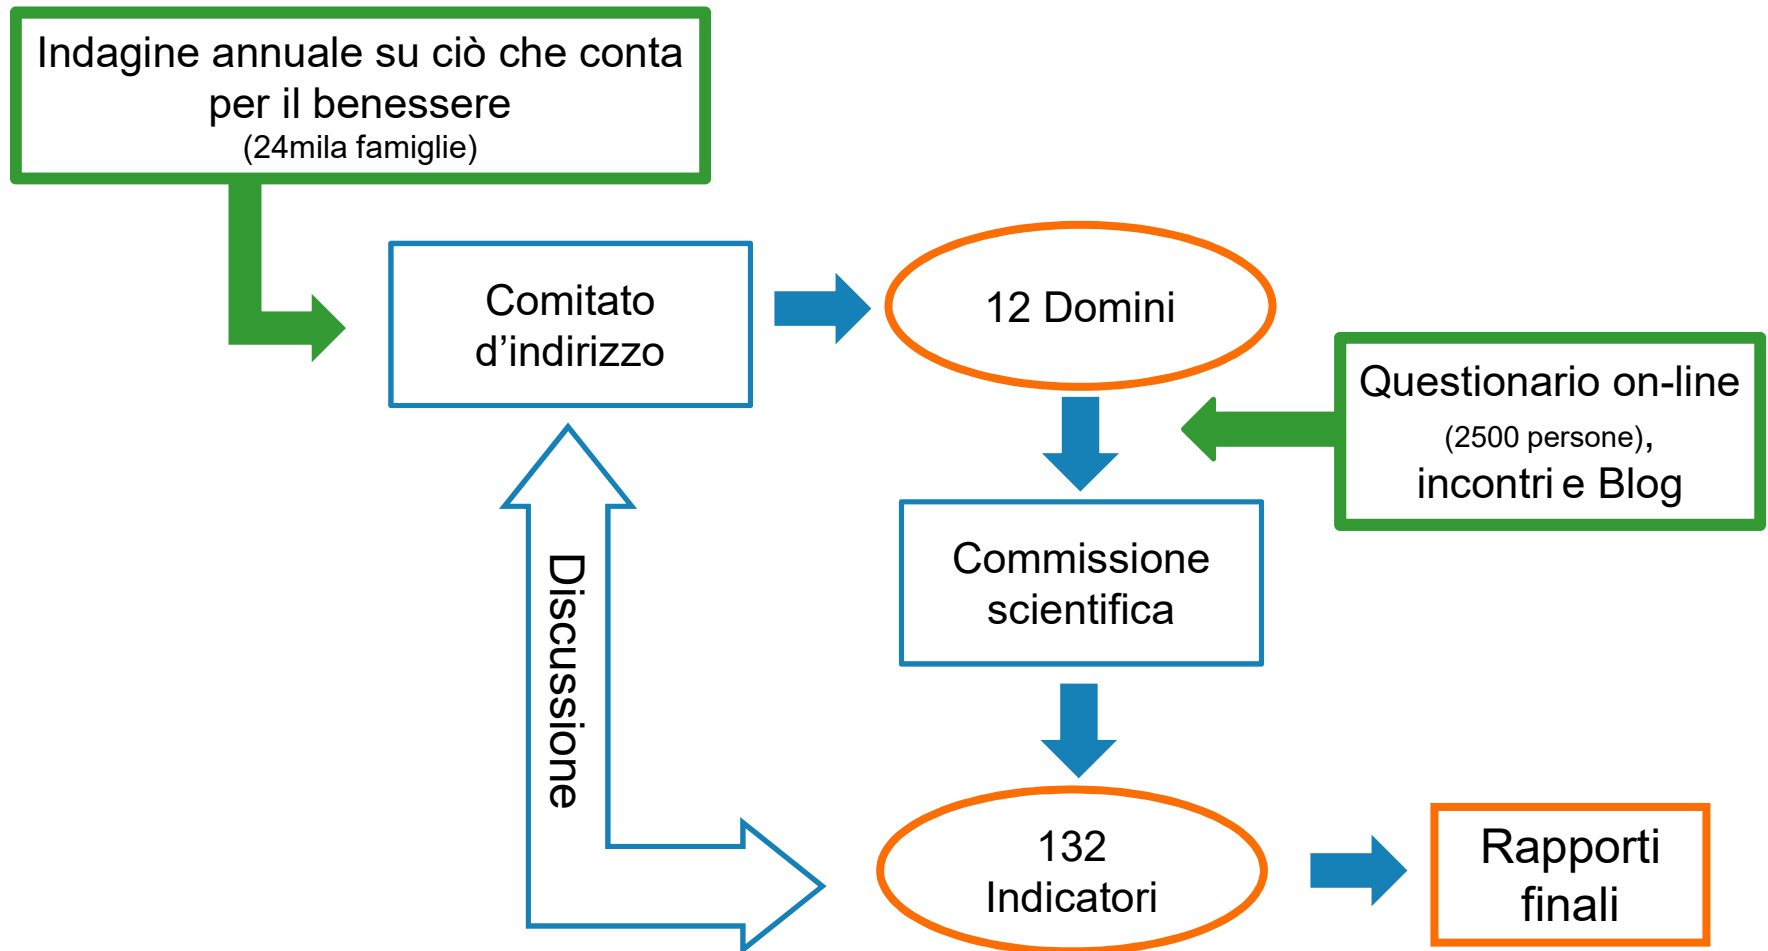 Indagine annuale su ciò che conta
per il benessere
(24mila famiglie)
Comitato
d’indirizzo
12 Domini
Questionario on-line
(2500 persone),
incontri e Blog
Commissione
scientifica
Discussione
132
Indicatori
Rapporti
finali